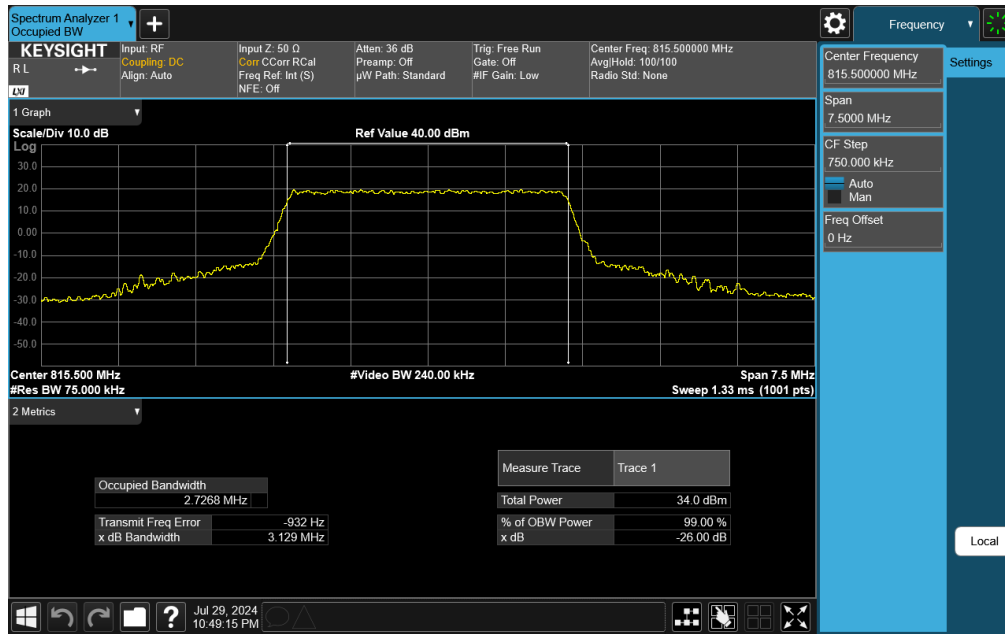 Spectrum Analyzer 1
Occupied BW
Frequency
KEYSIGHT
R L
LXI
Input: RF
Coupling: DC
Align: Auto
Input Z: 50 Ω
Corr CCorr RCal
Freq Ref: Int (S)
NFE: Off
Atten: 36 dB
Preamp: Off
µW Path: Standard
Trig: Free Run
Gate: Off
#IF Gain: Low
Center Freq: 815.500000 MHz
Avg|Hold: 100/100
Radio Std: None
Center Frequency
815.500000 MHz
Settings
Span
7.5000 MHz
CF Step
750.000 kHz
Auto
Man
Freq Offset
0 Hz
Local
1 Graph
Scale/Div 10.0 dB
Ref Value 40.00 dBm
Log
30.0
20.0
10.0
0.00
-10.0
-20.0
-30.0
-40.0
-50.0
Center 815.500 MHz
#Video BW 240.00 kHz
Span 7.5 MHz
#Res BW 75.000 kHz
Sweep 1.33 ms (1001 pts)
2 Metrics
Measure Trace Trace 1
Occupied Bandwidth
2.7268 MHz
Total Power 34.0 dBm
Transmit Freq Error -932 Hz
% of OBW Power 99.00 %
x dB Bandwidth 3.129 MHz
x dB -26.00 dB
?
Jul 29, 2024
10:49:15 PM